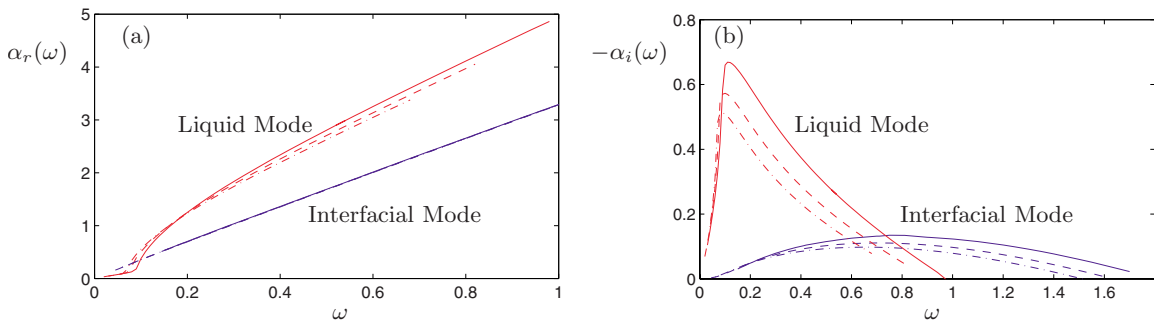 (a)
α_r(ω)
Liquid Mode
Interfacial Mode
5
4
3
2
1
0
0 0.2 0.4 0.6 0.8 1
ω
(b)
−α_i(ω)
Liquid Mode
Interfacial Mode
0.8
0.6
0.4
0.2
0
0 0.2 0.4 0.6 0.8 1 1.2 1.4 1.6
ω